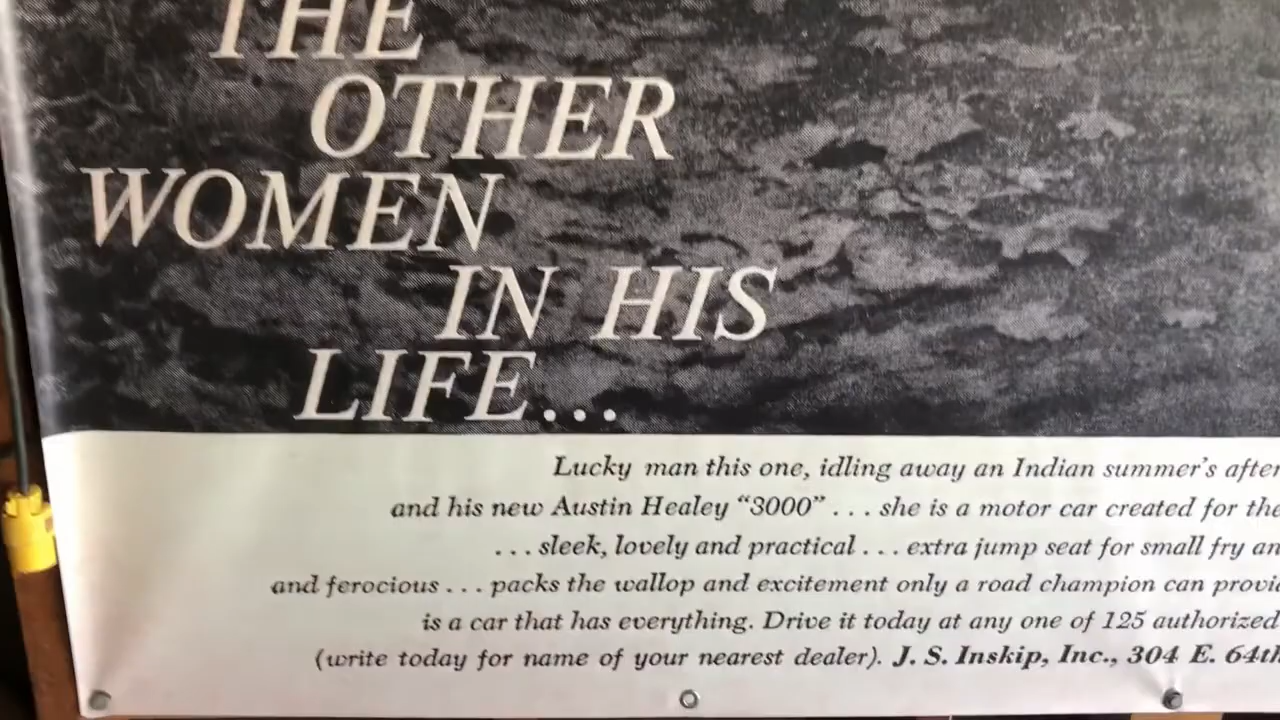 THE
OTHER
WOMEN
IN HIS
LIFE...
Lucky man this one, idling away an Indian summer's
and his new Austin Healey "3000" . . . she is a motor car created for
. . . sleek, lovely and practical . . . extra jump seat for small fry
and ferocious . . . packs the wallop and excitement only a road champion can
is a car that has everything. Drive it today at any one of 125 authorized
(write today for name of your nearest dealer). J. S. Inskip, Inc., 304 E.